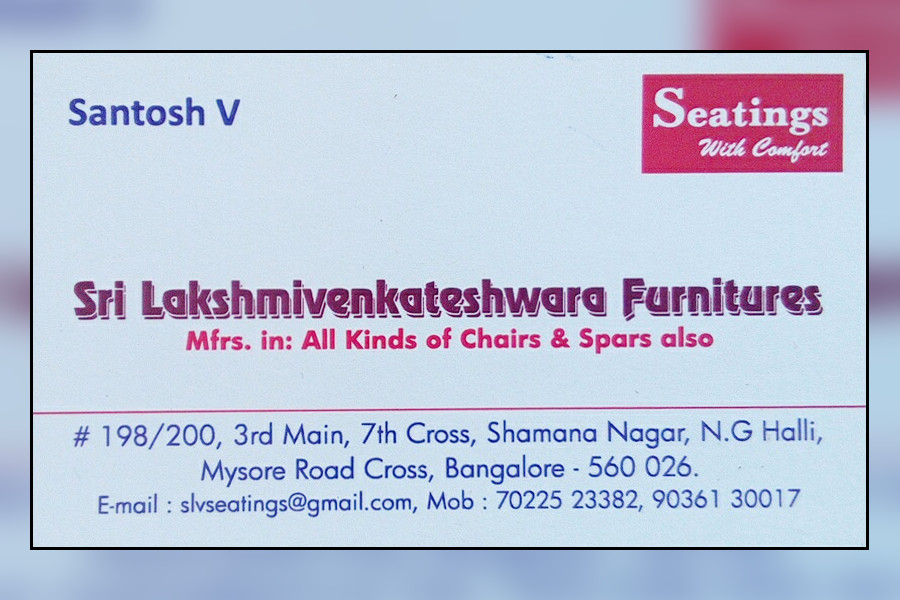 Santosh V
Seatings
With Comfort
Sri Lakshmivenkateshwara Furnitures
Mfrs. in: All Kinds of Chairs & Spars also
# 198/200, 3rd Main, 7th Cross, Shamana Nagar, N.G Halli,
Mysore Road Cross, Bangalore - 560 026.
E-mail : slvseatings@gmail.com, Mob : 70225 23382, 90361 30017